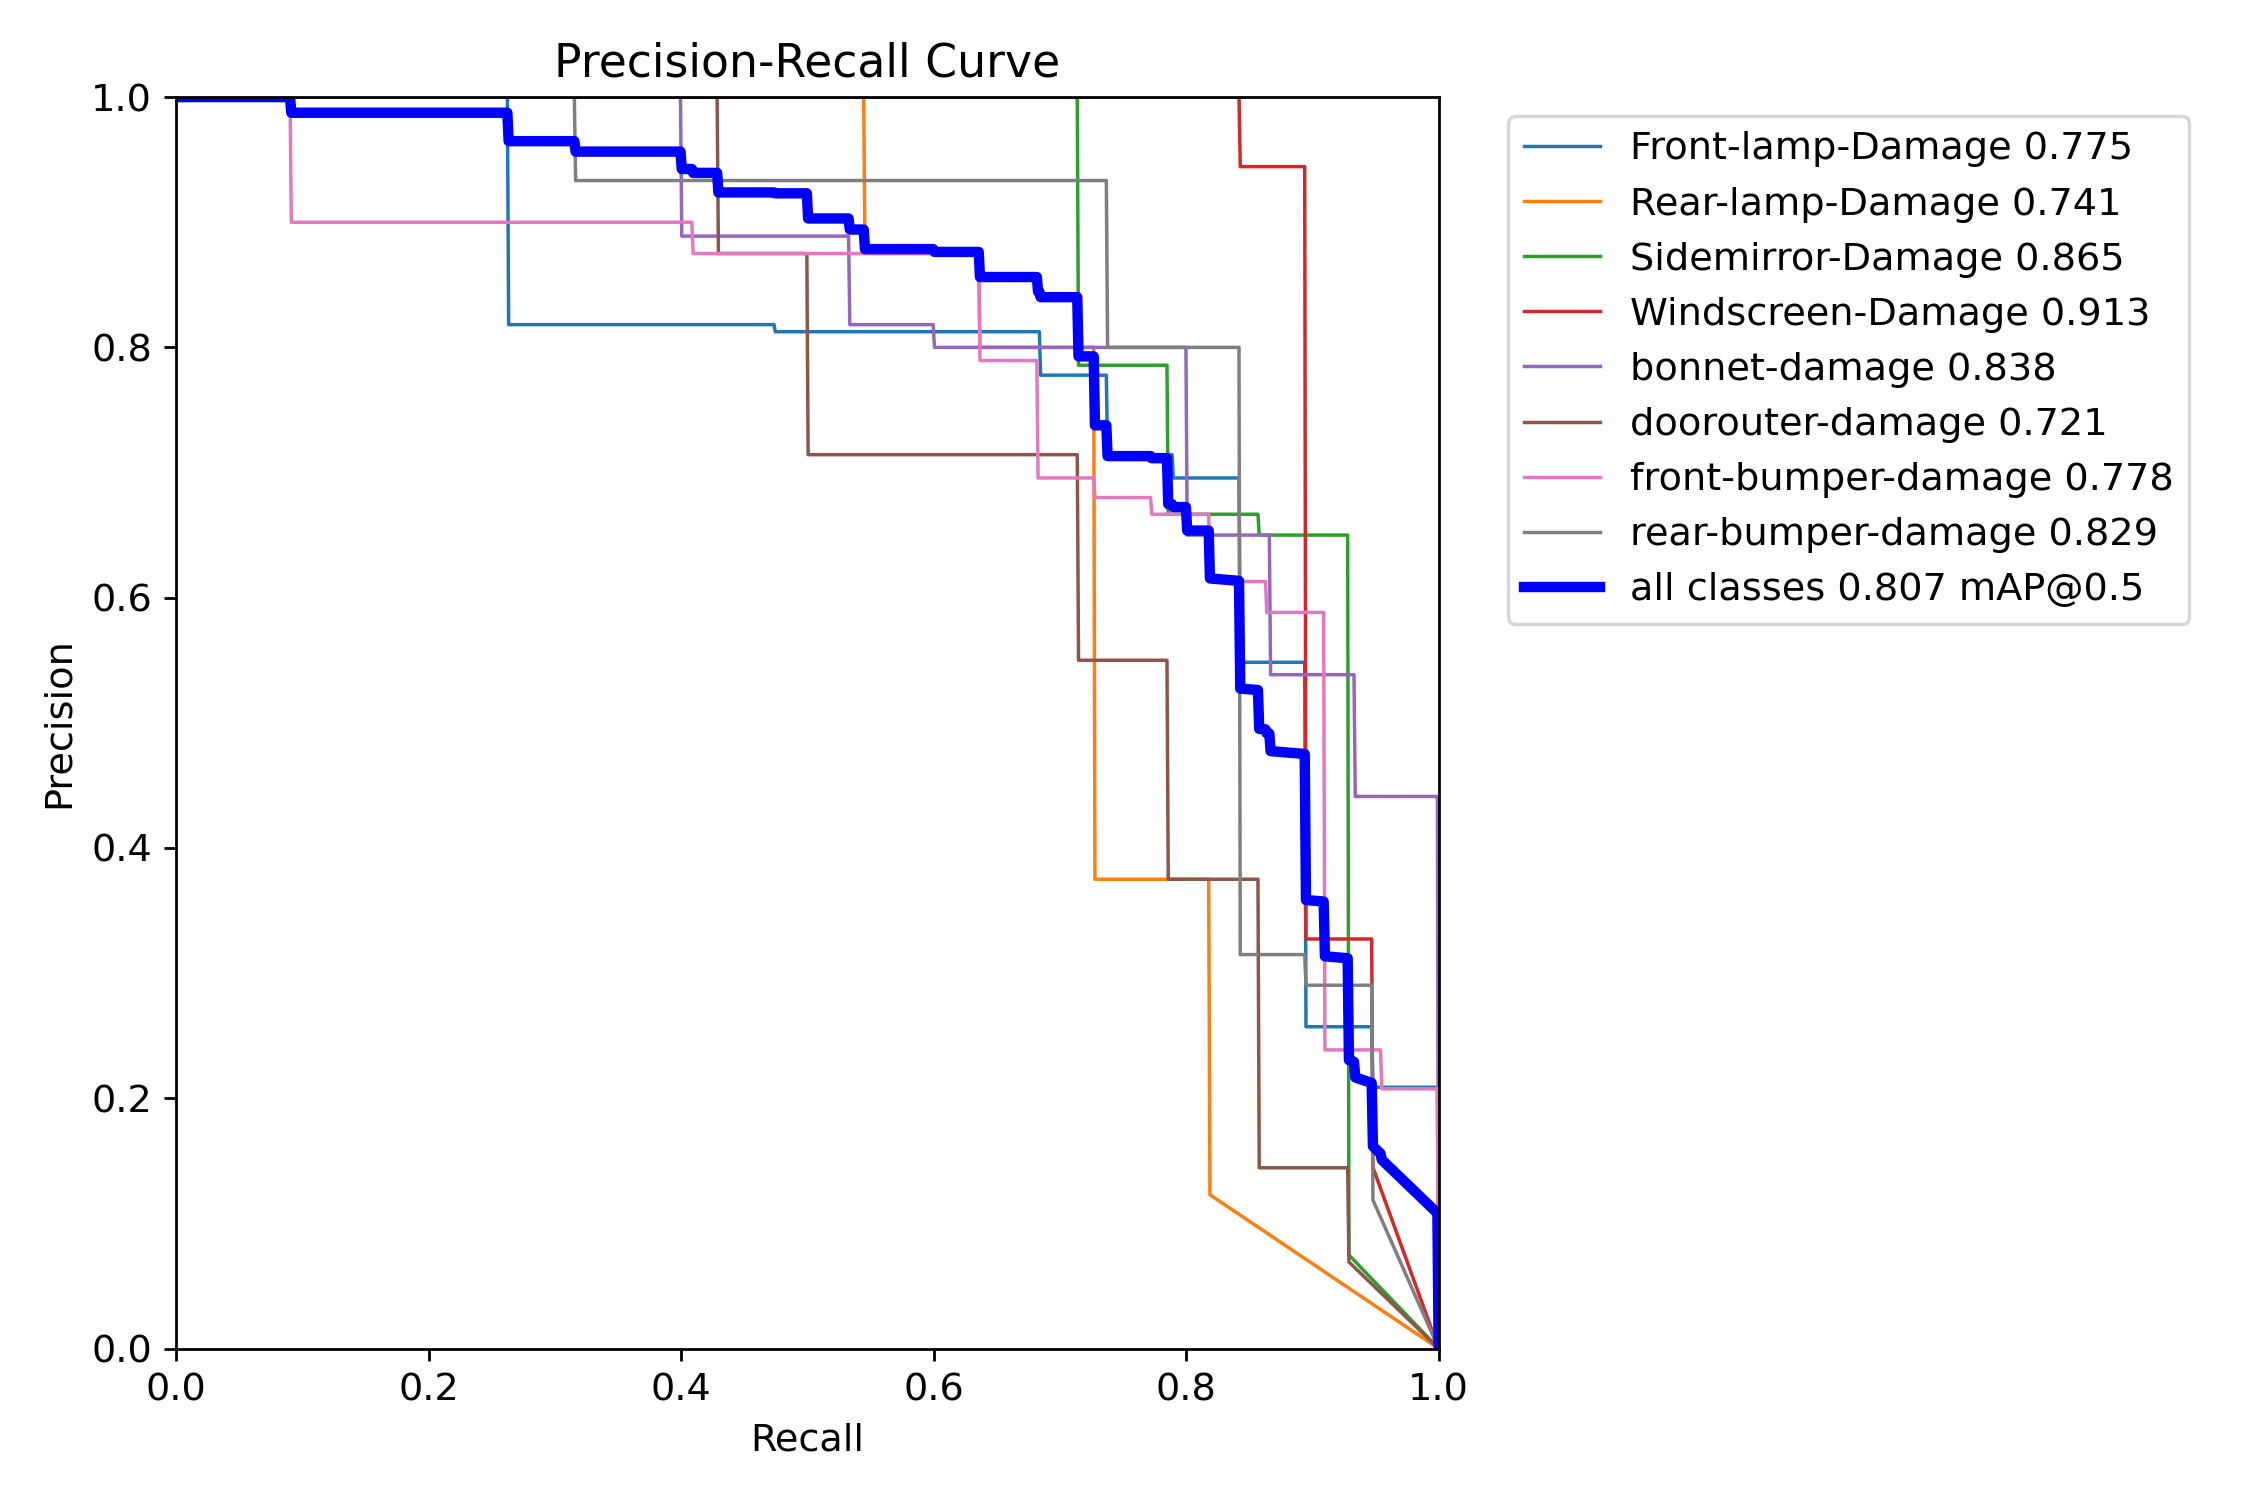 Precision-Recall Curve
1.0
0.8
0.6
0.4
0.2
0.0
Precision
0.0 0.2 0.4 0.6 0.8 1.0
Recall
Front-lamp-Damage 0.775
Rear-lamp-Damage 0.741
Sidemirror-Damage 0.865
Windscreen-Damage 0.913
bonnet-damage 0.838
doorouter-damage 0.721
front-bumper-damage 0.778
rear-bumper-damage 0.829
all classes 0.807 mAP@0.5